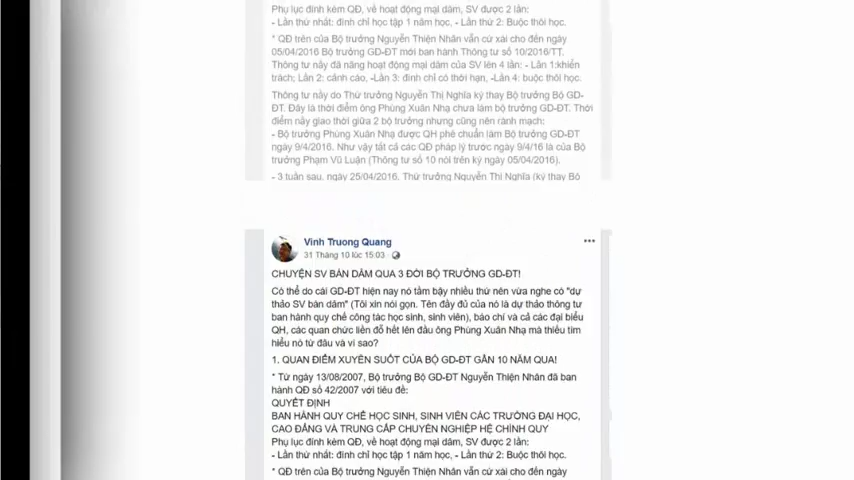 Phụ lục đính kèm QĐ, về hoạt động mại dâm, SV được 2 lần:
- Lần thứ nhất: đình chỉ học tập 1 năm học, - Lần thứ 2: Buộc thôi học.
* QĐ trên của Bộ trưởng Nguyễn Thiện Nhân vẫn cứ xài cho đến ngày
05/04/2016 Bộ trưởng GD-ĐT mới ban hành Thông tư số 10/2016/TT.
Thông tư này đã nâng hoạt động mại dâm của SV lên 4 lần: - Lần 1:khiển
trách; Lần 2: cảnh cáo, -Lần 3: đình chỉ có thời hạn, -Lần 4: buộc thôi học.
Thông tư này do Thứ trưởng Nguyễn Thị Nghĩa ký thay Bộ trưởng Bô GD-
ĐT. Đây là thời điểm ông Phùng Xuân Nhạ chưa làm bộ trưởng GD-ĐT. Thời
điểm này giao thời giữa 2 bộ trưởng nhưng cũng nên rành mạch:
- Bộ trưởng Phùng Xuân Nhạ được QH phê chuẩn làm Bộ trưởng GD-ĐT
ngày 9/4/2016. Như vậy tất cả các QĐ pháp lý trước ngày 9/4/16 là của Bộ
trưởng Phạm Vũ Luận (Thông tư số 10 nói trên ký ngày 05/04/2016).
- 3 tuần sau, ngày 25/04/2016, Thứ trưởng Nguyễn Thị Nghĩa (ký thay Bộ
Vinh Truong Quang
31 Tháng 10 lúc 15:03
CHUYỆN SV BÁN DÂM QUA 3 ĐỜI BỘ TRƯỞNG GD-ĐT!
Có thể do cái GD-ĐT hiện nay nó tầm bậy nhiều thứ nên vừa nghe có "dự
thảo SV bán dâm" (Tôi xin nói gọn. Tên đầy đủ của nó là dự thảo thông tư
ban hành quy chế công tác học sinh, sinh viên), báo chí và cả các đại biểu
QH, các quan chức liền đỗ hết lên đầu ông Phùng Xuân Nhạ mà thiếu tìm
hiểu nó từ đâu và vì sao?
1. QUAN ĐIỂM XUYÊN SUỐT CỦA BỘ GD-ĐT GẦN 10 NĂM QUA!
* Từ ngày 13/08/2007, Bộ trưởng Bộ GD-ĐT Nguyễn Thiện Nhân đã ban
hành QĐ số 42/2007 với tiêu đề:
QUYẾT ĐỊNH
BAN HÀNH QUY CHẾ HỌC SINH, SINH VIÊN CÁC TRƯỜNG ĐẠI HỌC,
CAO ĐẲNG VÀ TRUNG CẤP CHUYÊN NGHIỆP HỆ CHÍNH QUY
Phụ lục đính kèm QĐ, về hoạt động mại dâm, SV được 2 lần:
- Lần thứ nhất: đình chỉ học tập 1 năm học, - Lần thứ 2: Buộc thôi học.
* QĐ trên của Bộ trưởng Nguyễn Thiện Nhân vẫn cứ xài cho đến ngày